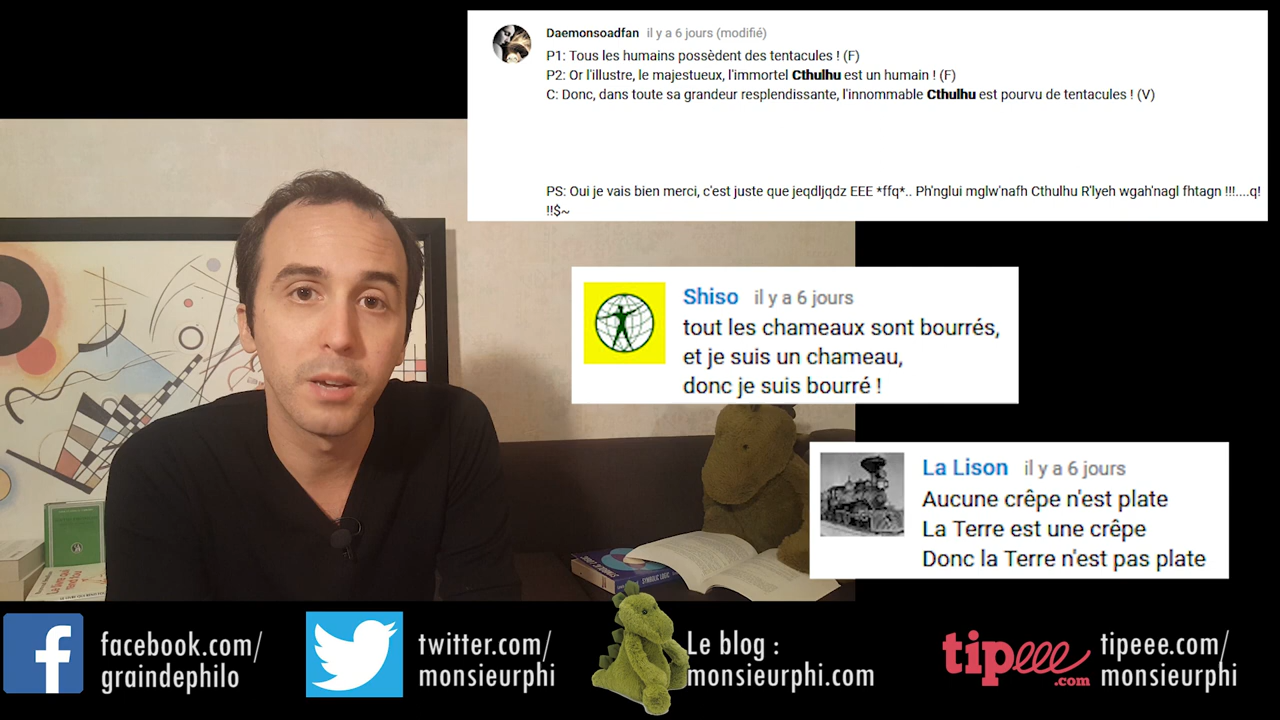 Daemonsoadfan il y a 6 jours (modifié)
P1: Tous les humains possèdent des tentacules ! (F)
P2: Or l'illustre, le majestueux, l'immortel Cthulhu est un humain ! (F)
C: Donc, dans toute sa grandeur resplendissante, l'innommable Cthulhu est pourvu de tentacules ! (V)
PS: Oui je vais bien merci, c'est juste que jeqdljqdz EEE *ffq*.. Ph'nglui mglw'nafh Cthulhu R'lyeh wgah'nagl fhtagn !!!....q!
!!$~
Shiso il y a 6 jours
tout les chameaux sont bourrés,
et je suis un chameau,
donc je suis bourré !
La Lison il y a 6 jours
Aucune crêpe n'est plate
La Terre est une crêpe
Donc la Terre n'est pas plate
SYMBOLIC LOGIC
facebook.com/
graindephilo
twitter.com/
monsieurphi
Le blog :
monsieurphi.com
tipeee
.com
tipeee.com/
monsieurphi